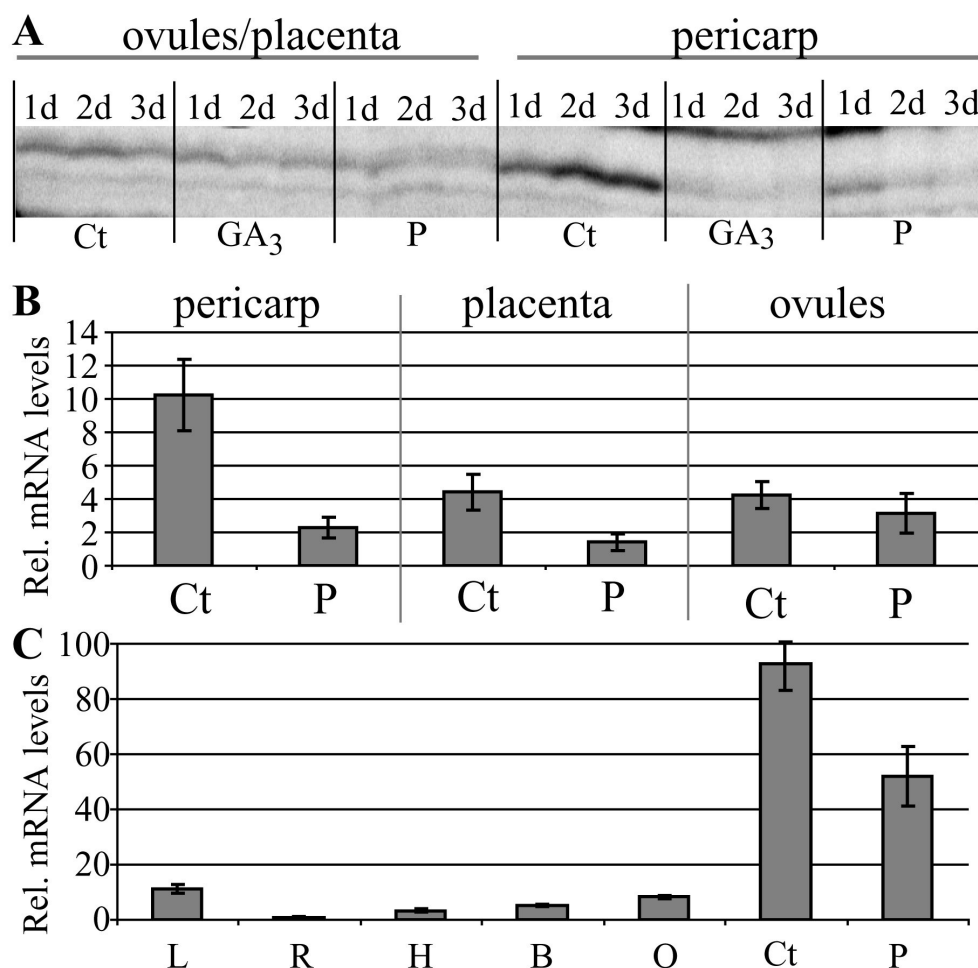 A ovules/placenta pericarp
1d 2d 3d 1d 2d 3d 1d 2d 3d 1d 2d 3d 1d 2d 3d 1d 2d 3d
Ct GA3 P Ct GA3 P
B pericarp placenta ovules
Rel. mRNA levels
14
12
10
8
6
4
2
0
Ct P Ct P Ct P
C
Rel. mRNA levels
100
80
60
40
20
0
L R H B O Ct P